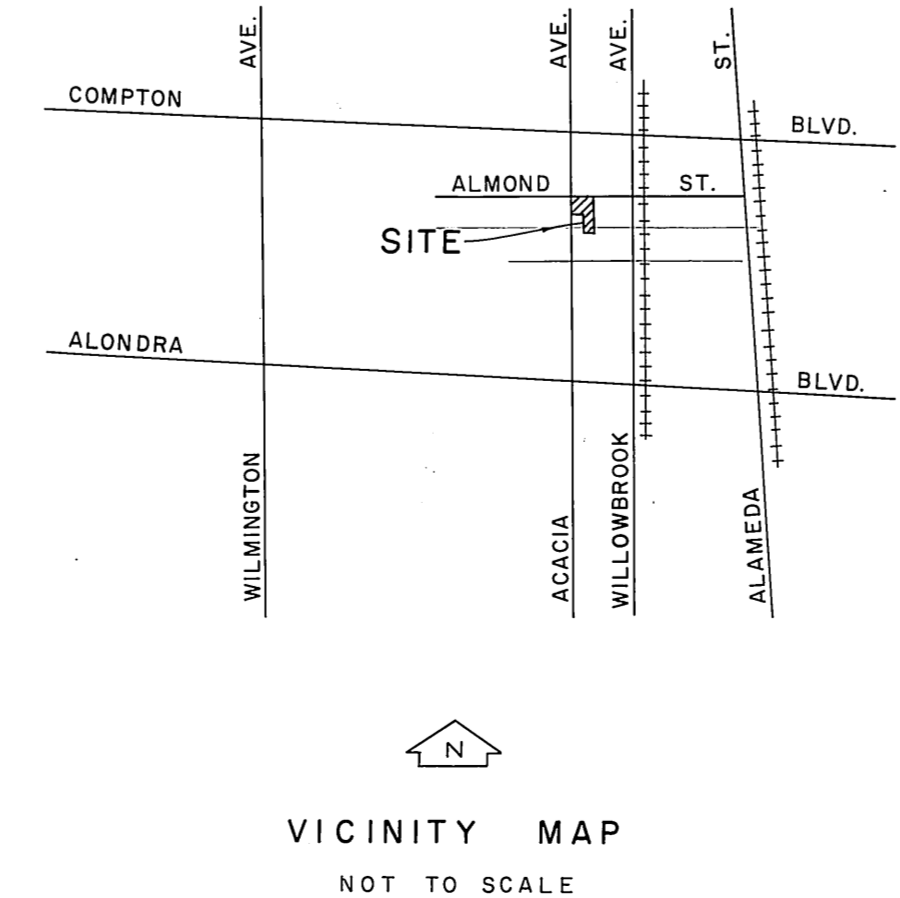 AVE.
AVE.
AVE.
ST.
COMPTON
BLVD.
ALMOND ST.
SITE
ALONDRA
BLVD.
WILMINGTON
ACACIA
WILLOWBROOK
ALAMEDA
N
VICINITY MAP
NOT TO SCALE